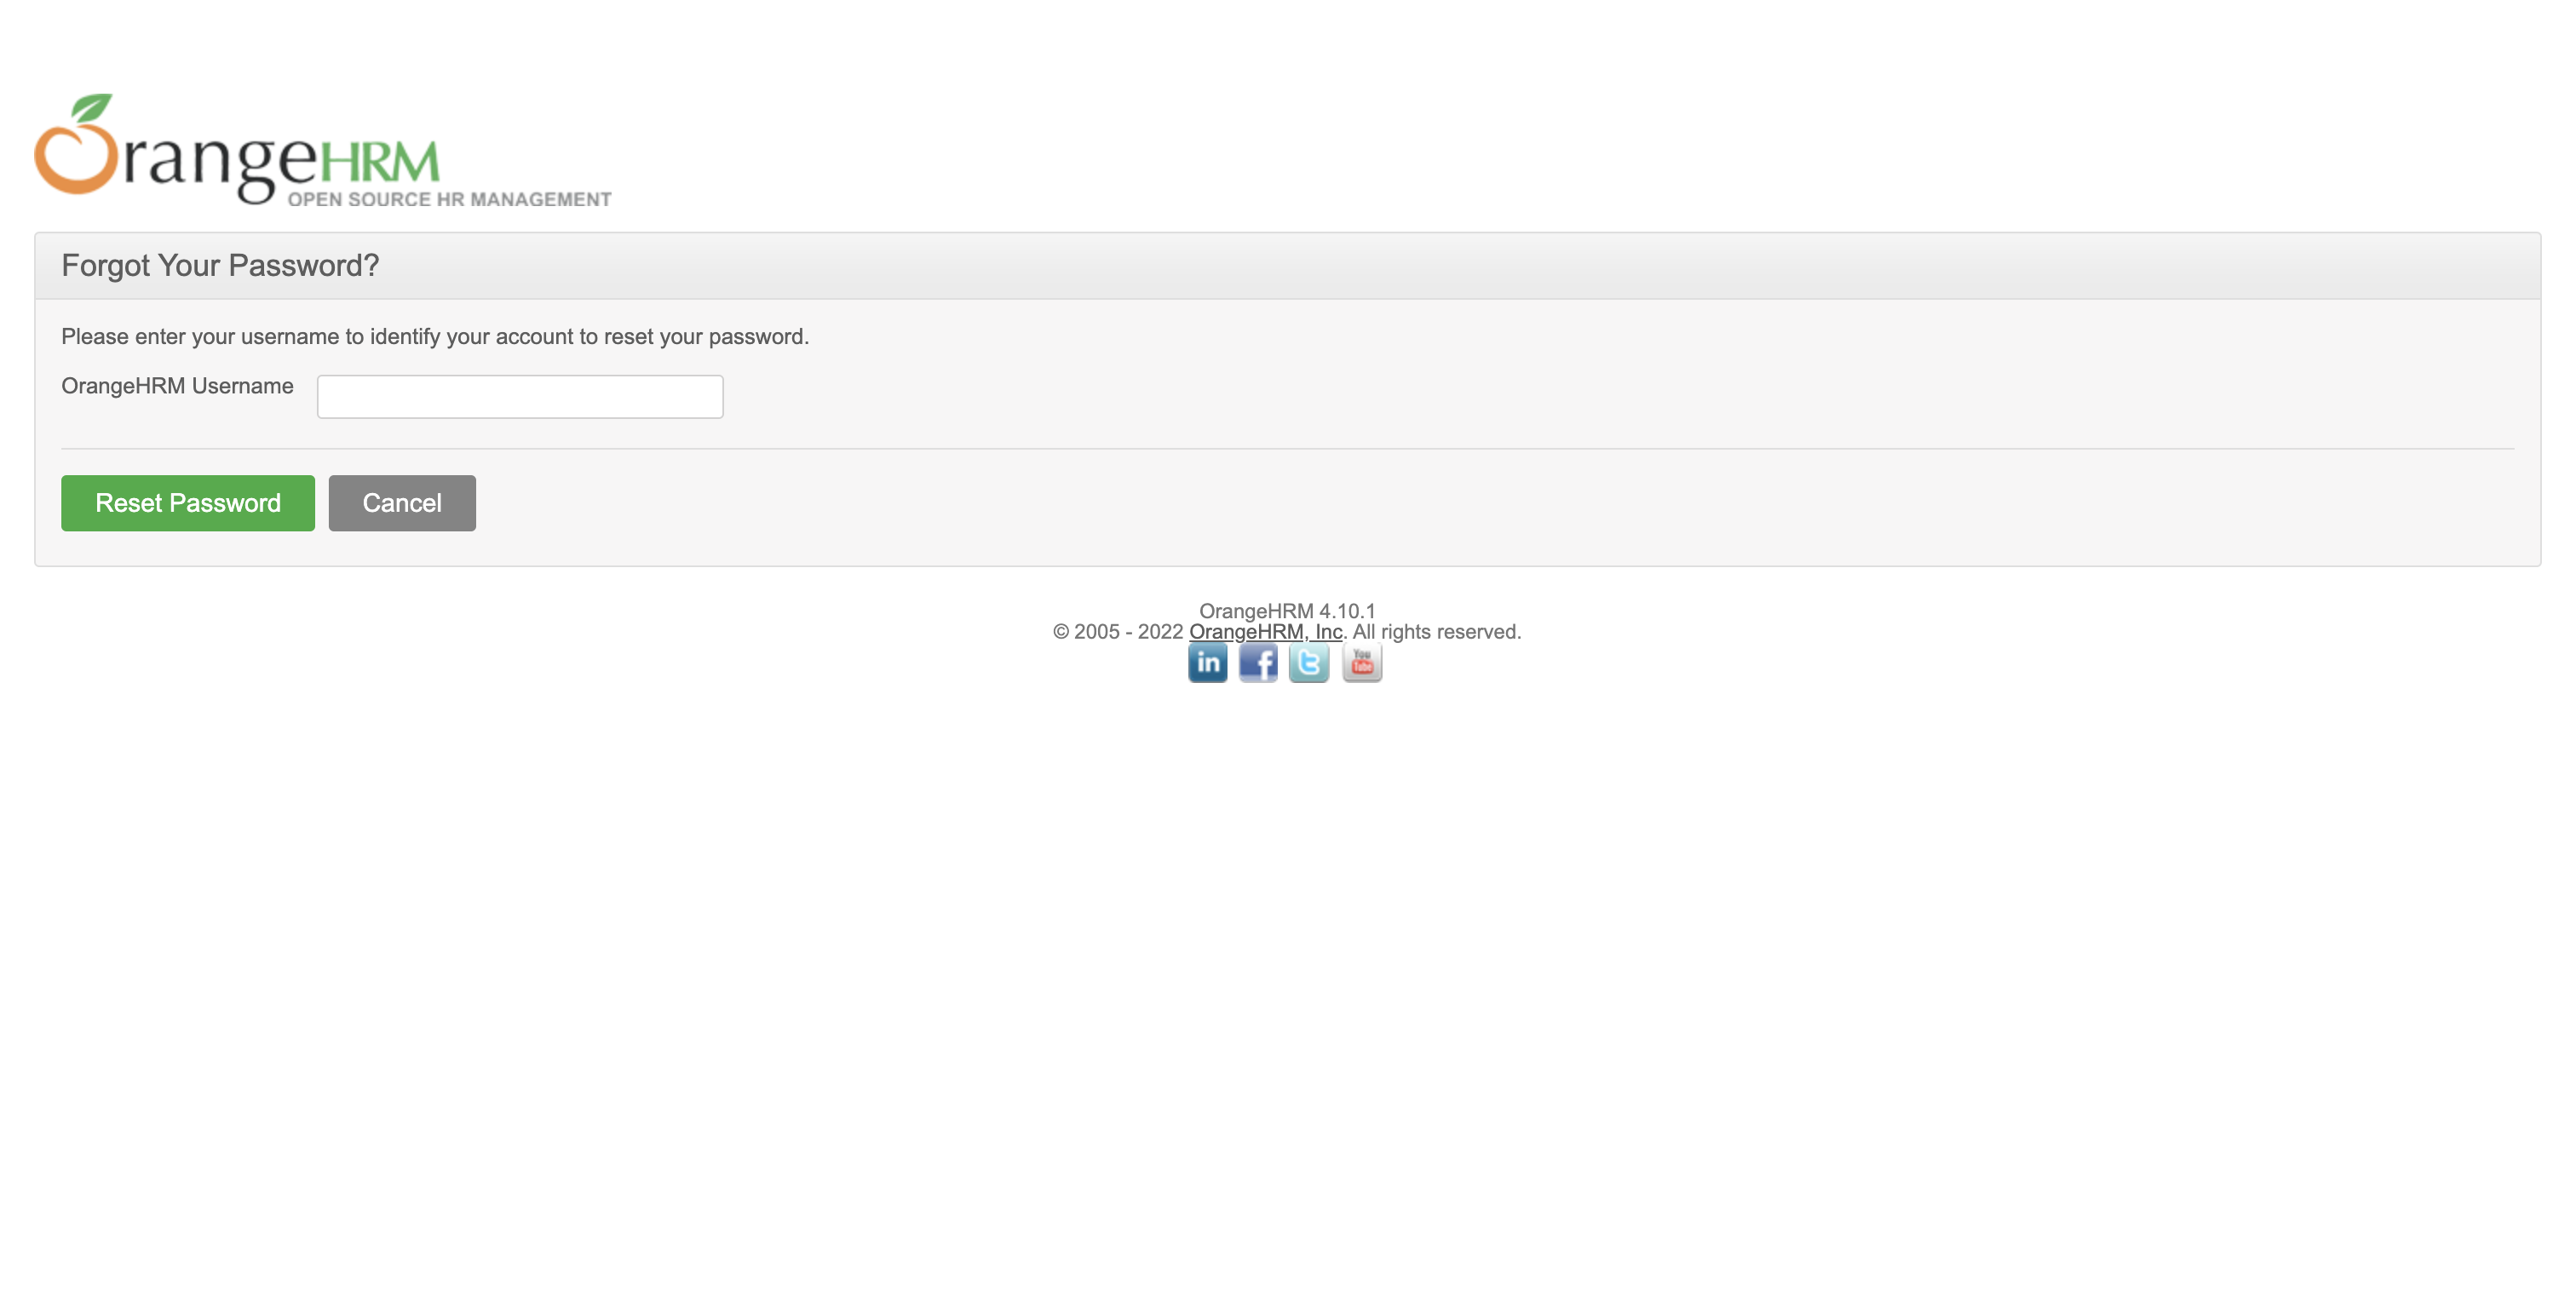 OrangeHRM
OPEN SOURCE HR MANAGEMENT
Forgot Your Password?
Please enter your username to identify your account to reset your password.
OrangeHRM Username
Reset Password Cancel
OrangeHRM 4.10.1
© 2005 - 2022 OrangeHRM, Inc. All rights reserved.
in f t You Tube